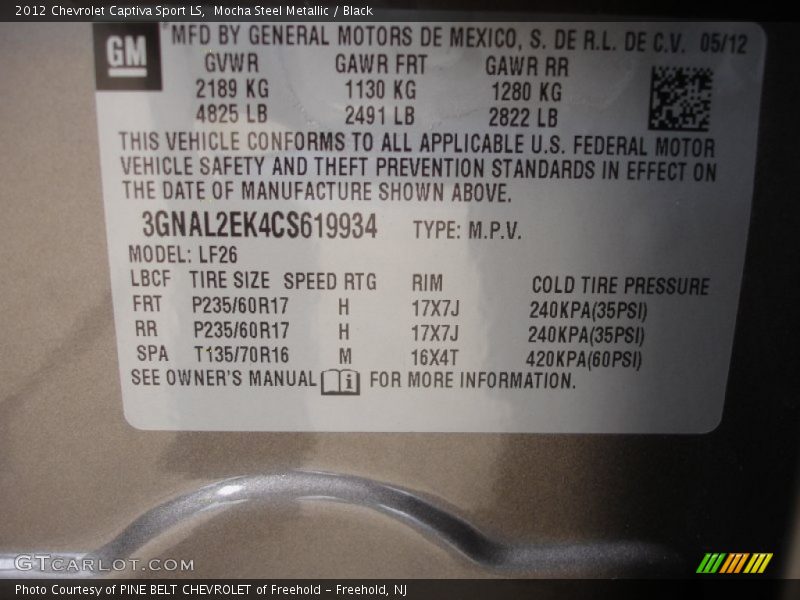 2012 Chevrolet Captiva Sport LS, Mocha Steel Metallic / Black
GM
MFD BY GENERAL MOTORS DE MEXICO, S. DE R.L. DE C.V. 05/12
GVWR GAWR FRT GAWR RR
2189 KG 1130 KG 1280 KG
4825 LB 2491 LB 2822 LB
THIS VEHICLE CONFORMS TO ALL APPLICABLE U.S. FEDERAL MOTOR
VEHICLE SAFETY AND THEFT PREVENTION STANDARDS IN EFFECT ON
THE DATE OF MANUFACTURE SHOWN ABOVE.
3GNAL2EK4CS619934 TYPE: M.P.V.
MODEL: LF26
LBCF TIRE SIZE SPEED RTG RIM COLD TIRE PRESSURE
FRT P235/60R17 H 17X7J 240KPA(35PSI)
RR P235/60R17 H 17X7J 240KPA(35PSI)
SPA T135/70R16 M 16X4T 420KPA(60PSI)
SEE OWNER'S MANUAL i FOR MORE INFORMATION.
GTCARLOT.COM
Photo Courtesy of PINE BELT CHEVROLET of Freehold - Freehold, NJ